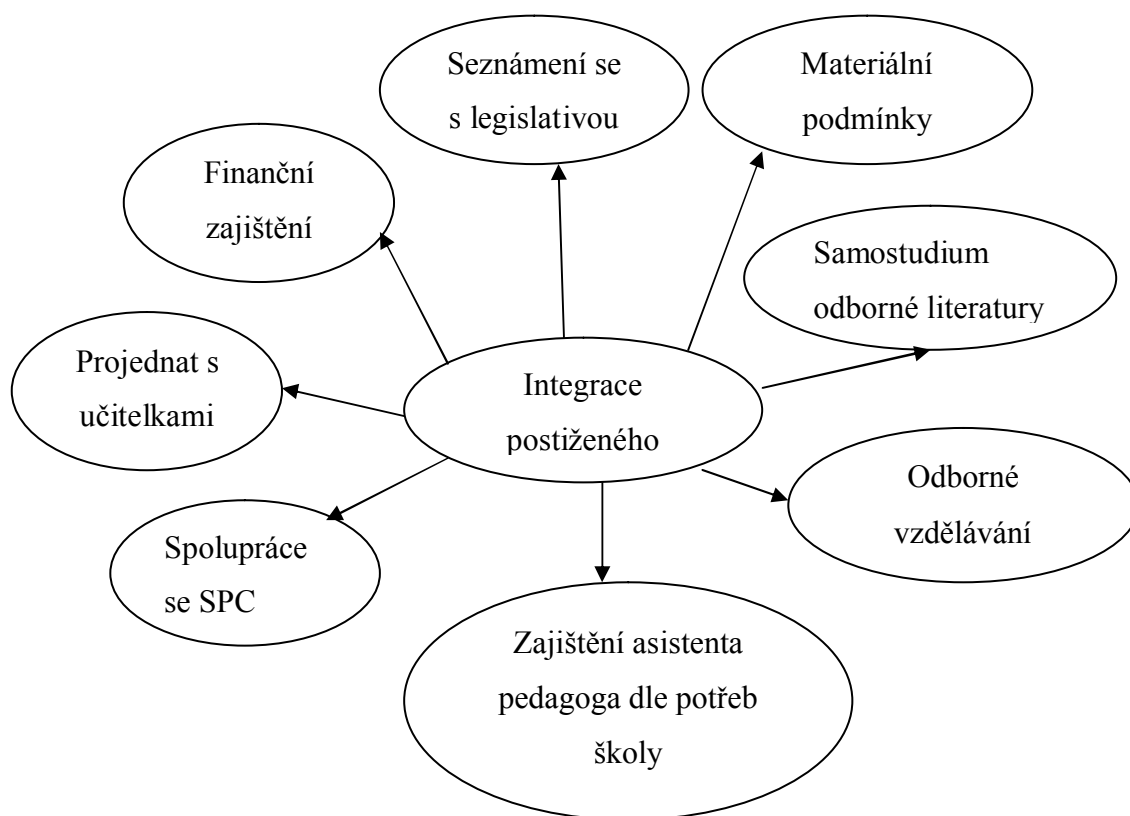 Seznámení se
s legislativou
Materiální
podmínky
Finanční
zajištění
Samostudium
odborné literatury
Projednat s
učitelkami
Integrace
postiženého
Odborné
vzdělávání
Spolupráce
se SPC
Zajištění asistenta
pedagoga dle potřeb
školy